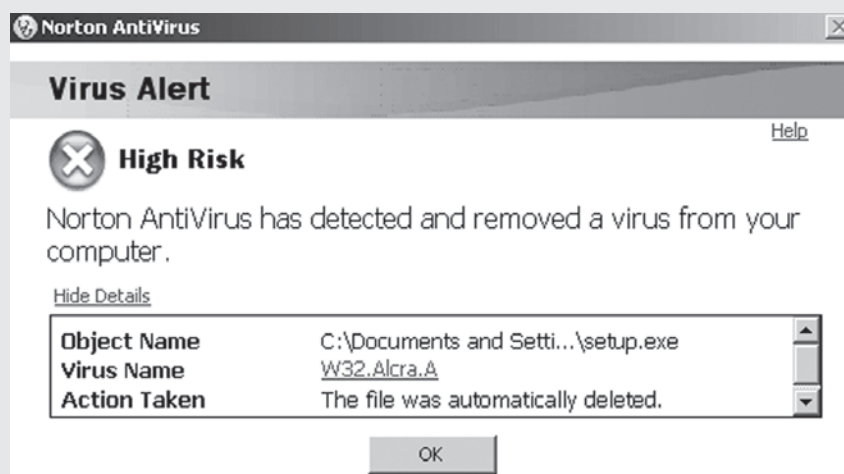 Norton AntiVirus
Virus Alert
Help
High Risk
Norton AntiVirus has detected and removed a virus from your
computer.
Hide Details
Object Name C:\Documents and Setti...\setup.exe
Virus Name W32.Alcra.A
Action Taken The file was automatically deleted.
OK